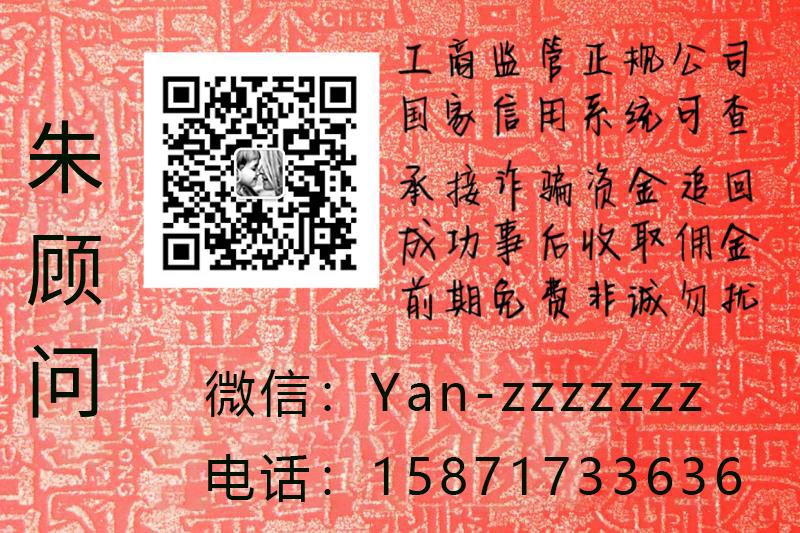 朱顾问
工商监管正规公司
国家信用系统可查
承接诈骗资金追回
成功事后收取佣金
前期免费非诚勿扰
微信：Yan-zzzzzzz
电话：15871733636